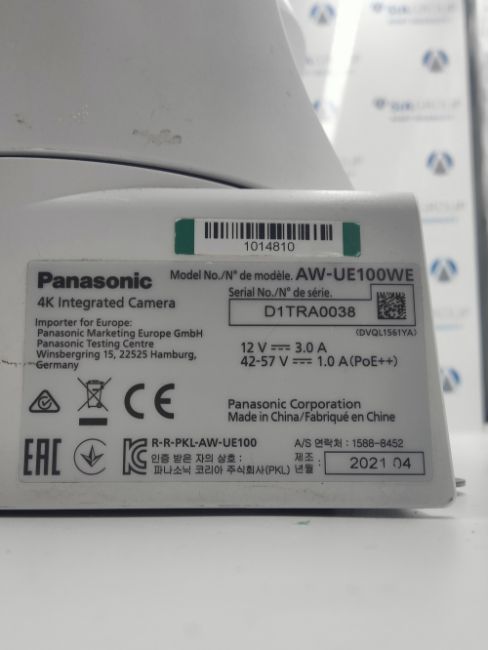 1014810
Panasonic
Model No./N° de modèle. AW-UE100WE
4K Integrated Camera
Serial No./N° de série.
D1TRA0038
(DVQL1561YA)
Importer for Europe:
Panasonic Marketing Europe GmbH
Panasonic Testing Centre
Winsbergring 15, 22525 Hamburg,
Germany
12 V ⎓ 3.0 A
42-57 V ⎓ 1.0 A(PoE++)
CE
Panasonic Corporation
Made in China/Fabriqué en Chine
EAC
R-R-PKL-AW-UE100
A/S 연락처 : 1588-8452
인증 받은 자의 상호 :
파나소닉 코리아 주식회사(PKL)
제조
년월 :
2021 04